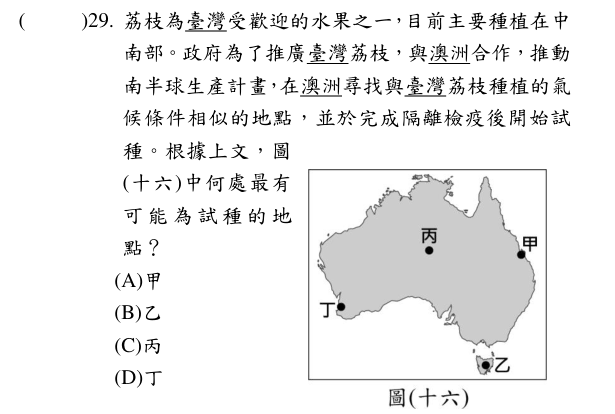 (　　)29. 荔枝為臺灣受歡迎的水果之一，目前主要種植在中
南部。政府為了推廣臺灣荔枝，與澳洲合作，推動
南半球生產計畫，在澳洲尋找與臺灣荔枝種植的氣
候條件相似的地點，並於完成隔離檢疫後開始試
種。根據上文，圖
(十六)中何處最有
可能為試種的地
點？
(A)甲
(B)乙
(C)丙
(D)丁
丙
甲
丁
乙
圖(十六)